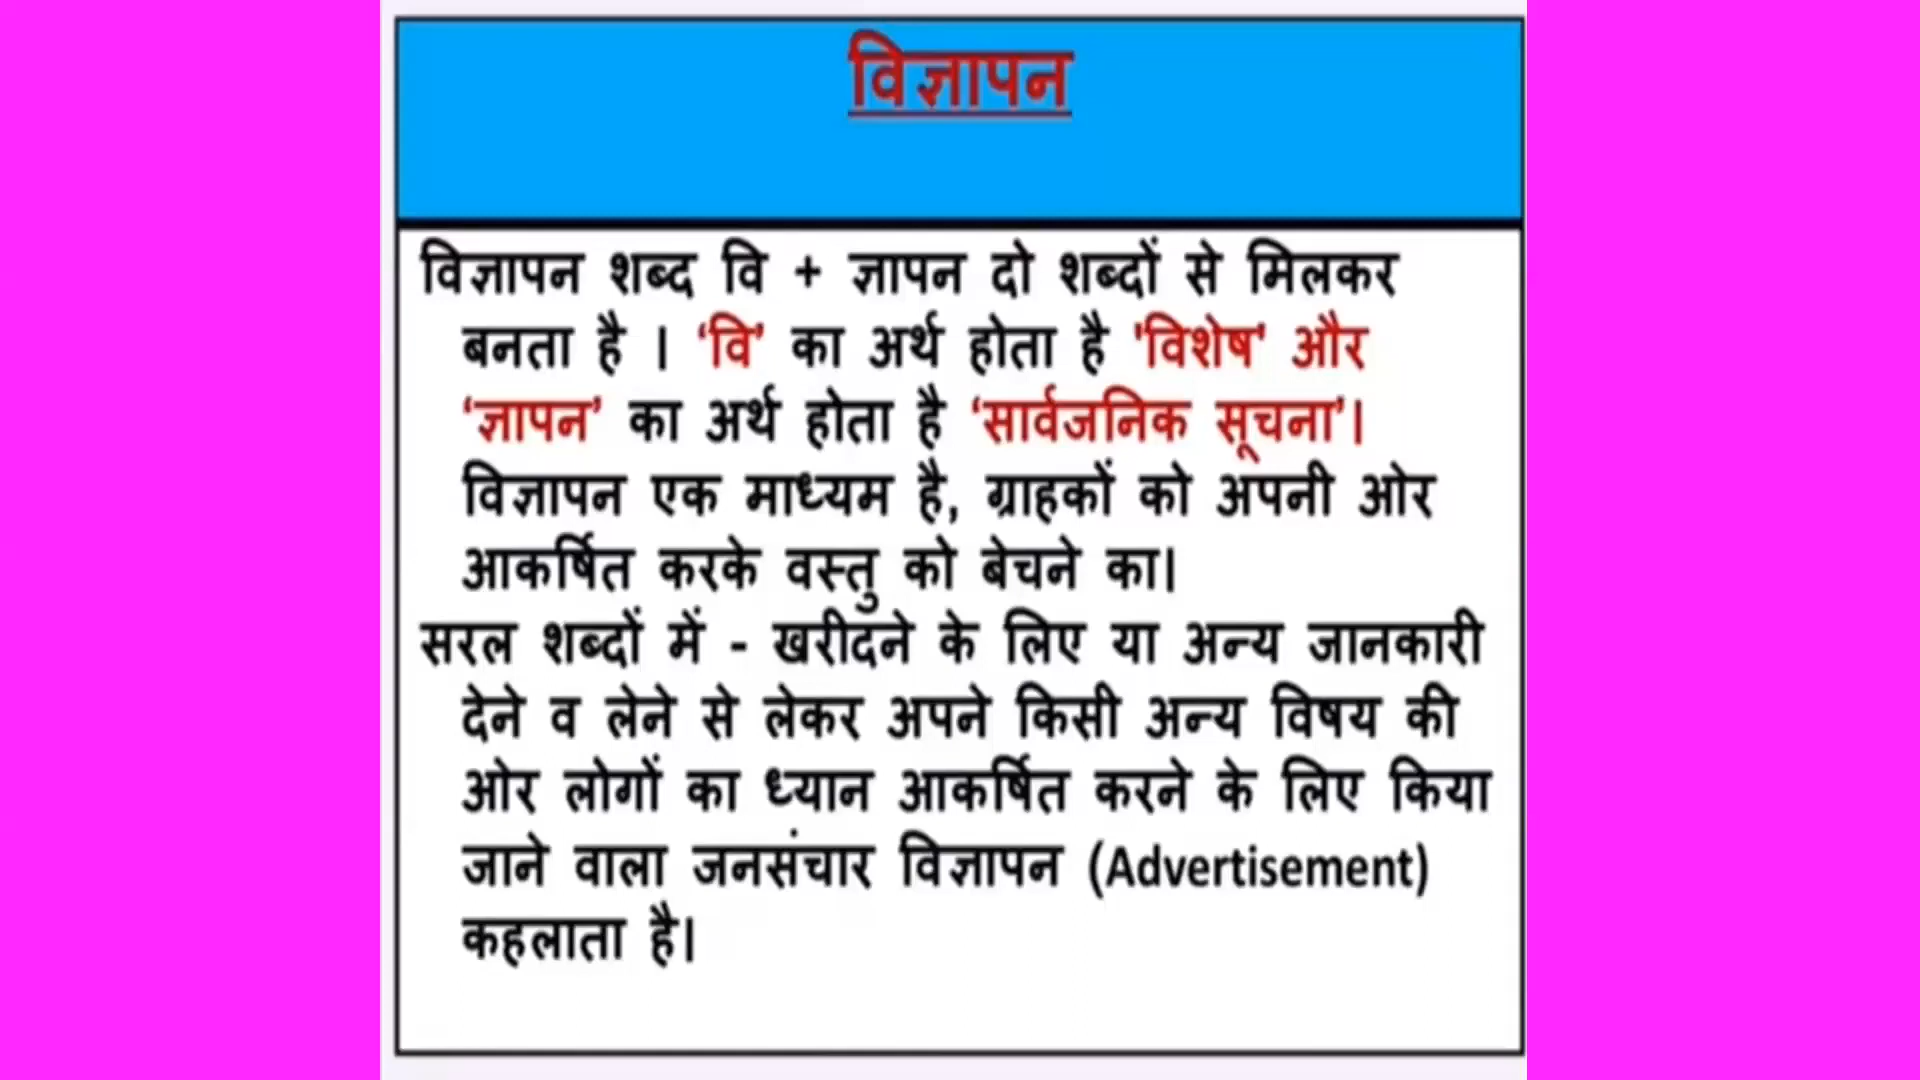 विज्ञापन
विज्ञापन शब्द वि + ज्ञापन दो शब्दों से मिलकर
बनता है । ‘वि’ का अर्थ होता है 'विशेष' और
‘ज्ञापन’ का अर्थ होता है ‘सार्वजनिक सूचना’।
विज्ञापन एक माध्यम है, ग्राहकों को अपनी ओर
आकर्षित करके वस्तु को बेचने का।
सरल शब्दों में - खरीदने के लिए या अन्य जानकारी
देने व लेने से लेकर अपने किसी अन्य विषय की
ओर लोगों का ध्यान आकर्षित करने के लिए किया
जाने वाला जनसंचार विज्ञापन (Advertisement)
कहलाता है।